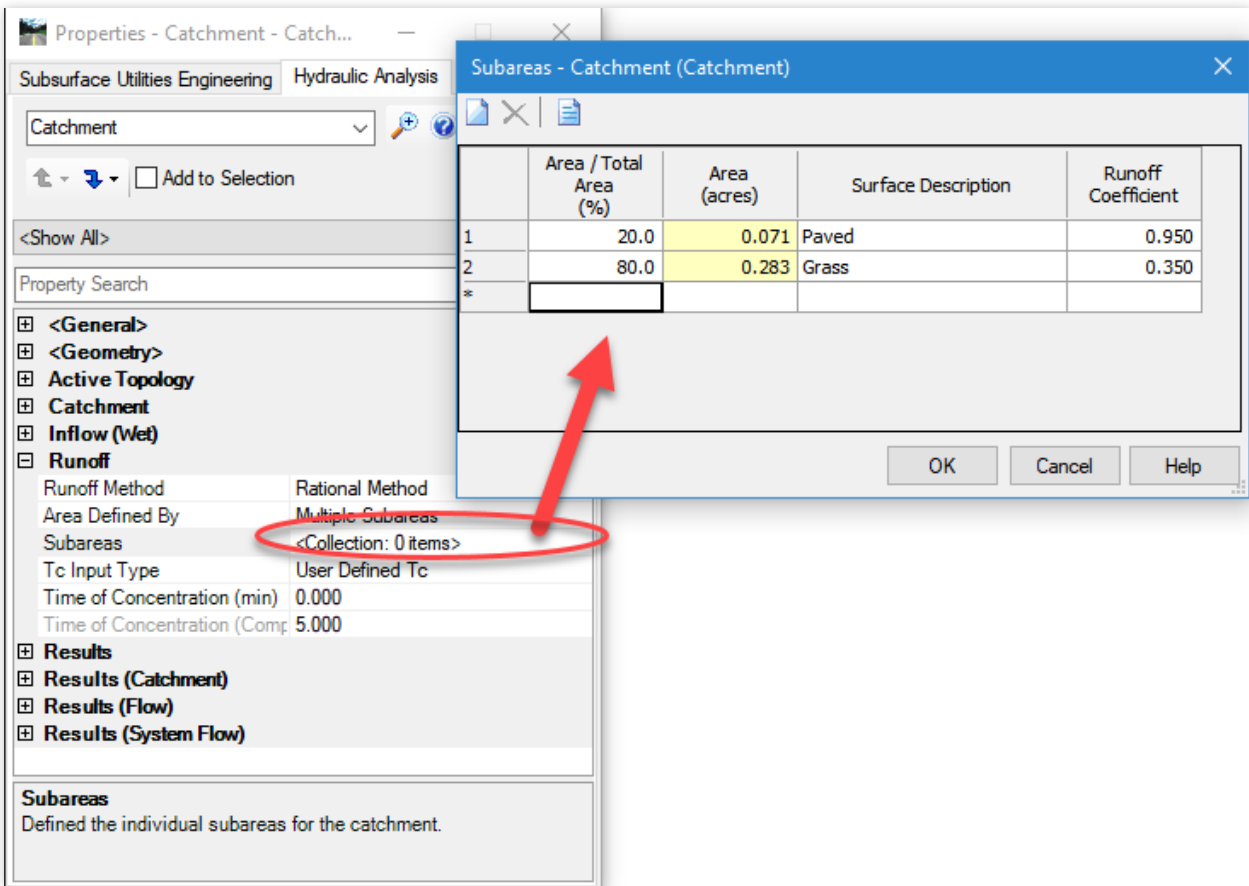 Properties - Catchment - Catch...
Subsurface Utilities Engineering Hydraulic Analysis
Catchment
Add to Selection
<Show All>
Property Search
<General>
<Geometry>
Active Topology
Catchment
Inflow (Wet)
Runoff
Runoff Method Rational Method
Area Defined By Multiple Subareas
Subareas <Collection: 0 items>
Tc Input Type User Defined Tc
Time of Concentration (min) 0.000
Time of Concentration (Comp 5.000
Results
Results (Catchment)
Results (Flow)
Results (System Flow)
Subareas
Defined the individual subareas for the catchment.
Subareas - Catchment (Catchment)
Area / Total Area (%) Area (acres) Surface Description Runoff Coefficient
1 20.0 0.071 Paved 0.950
2 80.0 0.283 Grass 0.350
*
OK Cancel Help